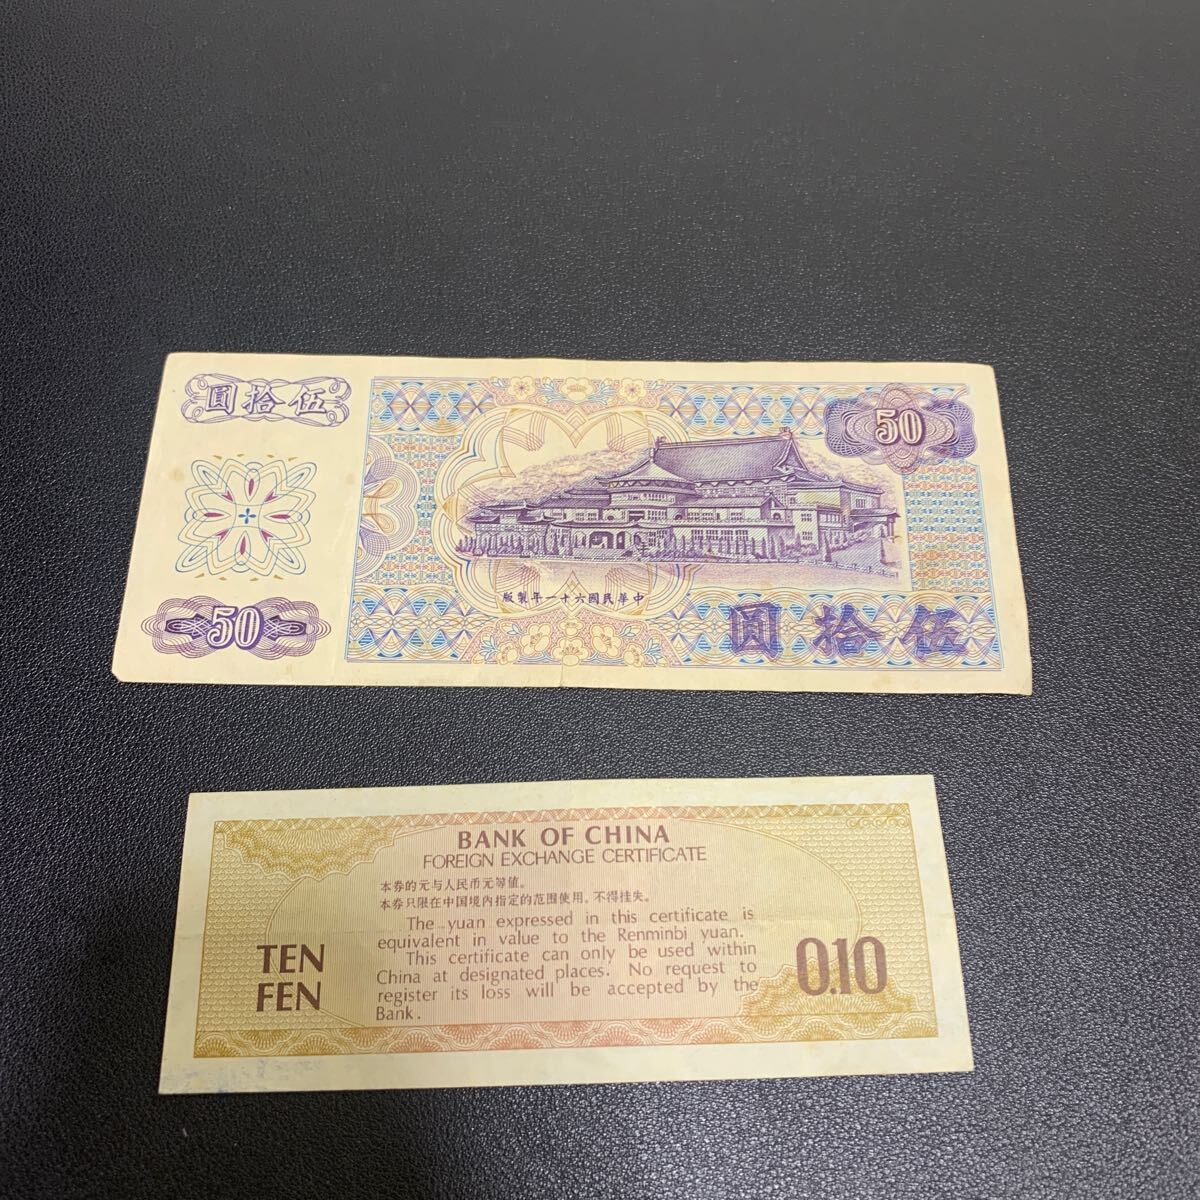 圓拾伍
50
版製年一十六國民華中
圓拾伍
50
BANK OF CHINA
FOREIGN EXCHANGE CERTIFICATE
本券的元与人民币元等值。
本券只限在中国境内指定的范围使用。不得挂失。
The yuan expressed in this certificate is
equivalent in value to the Renminbi yuan.
This certificate can only be used within
China at designated places. No request to
register its loss will be accepted by the
Bank.
TEN
FEN
0.10